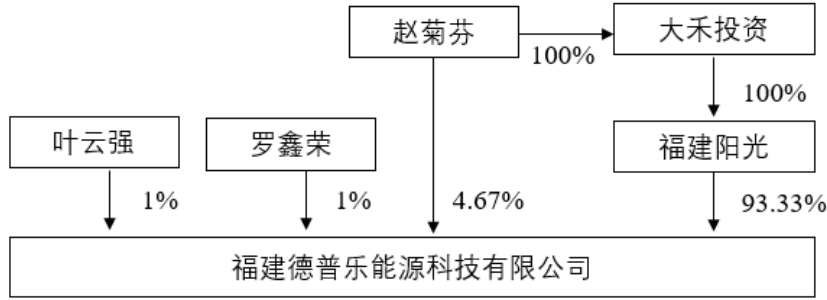 赵菊芬
大禾投资
100%
100%
叶云强
罗鑫荣
福建阳光
1%
1%
4.67%
93.33%
福建德普乐能源科技有限公司